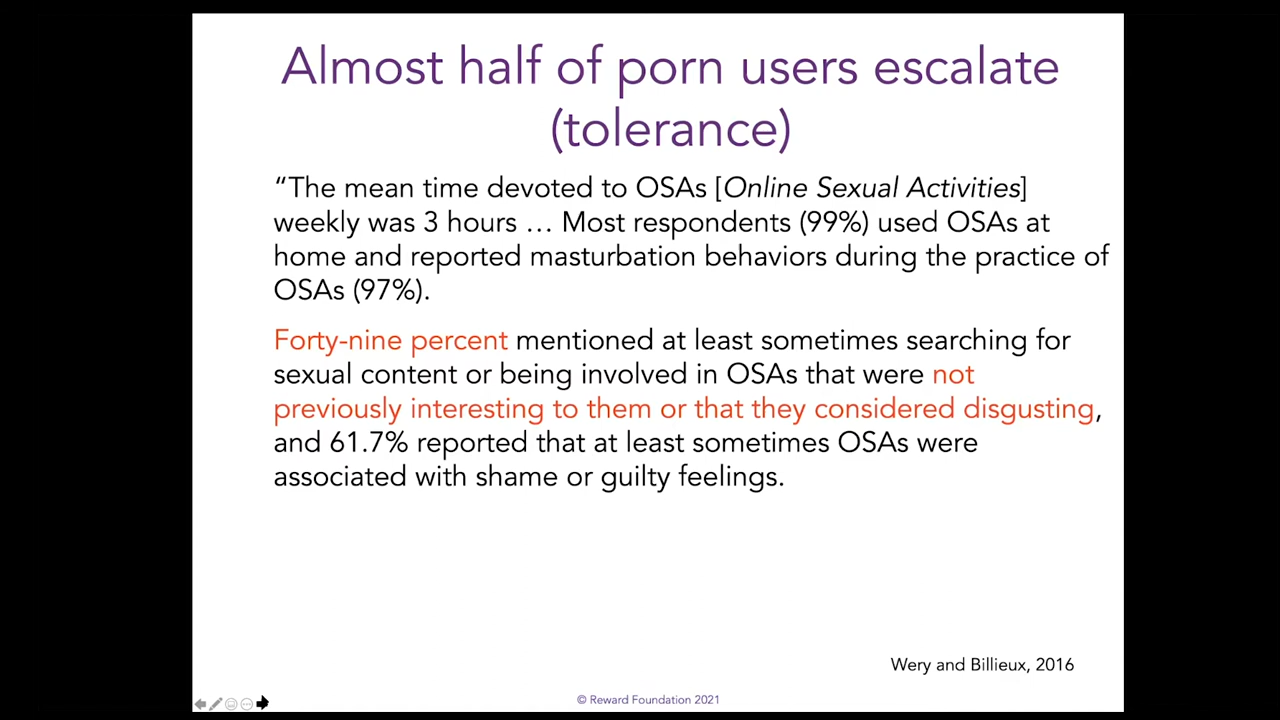 Almost half of porn users escalate
(tolerance)
“The mean time devoted to OSAs [Online Sexual Activities]
weekly was 3 hours … Most respondents (99%) used OSAs at
home and reported masturbation behaviors during the practice of
OSAs (97%).
Forty-nine percent mentioned at least sometimes searching for
sexual content or being involved in OSAs that were not
previously interesting to them or that they considered disgusting,
and 61.7% reported that at least sometimes OSAs were
associated with shame or guilty feelings.
Wery and Billieux, 2016
© Reward Foundation 2021